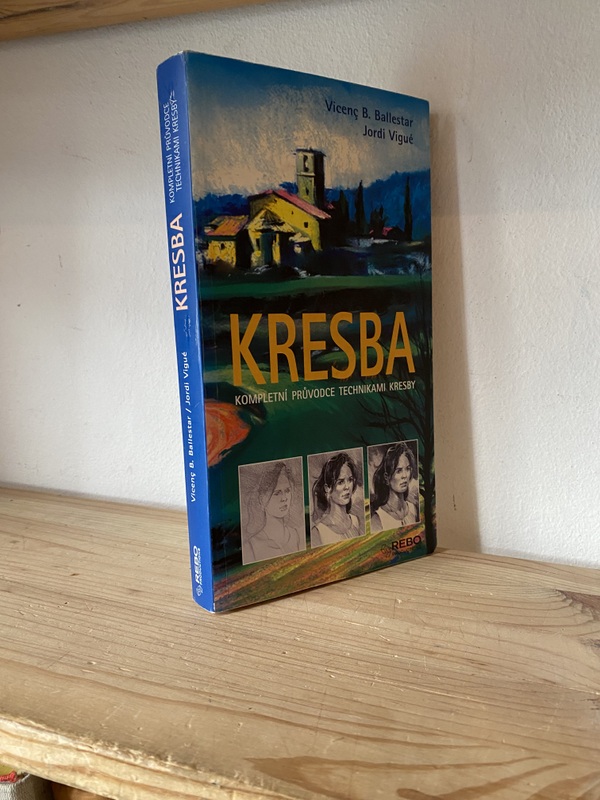 Vicenç B. Ballestar
Jordi Vigué
KRESBA
KOMPLETNÍ PRŮVODCE TECHNIKAMI KRESBY
REBO
Vicenç B. Ballestar / Jordi Vigué
KRESBA
KOMPLETNÍ PRŮVODCE
TECHNIKAMI KRESBY
REBO